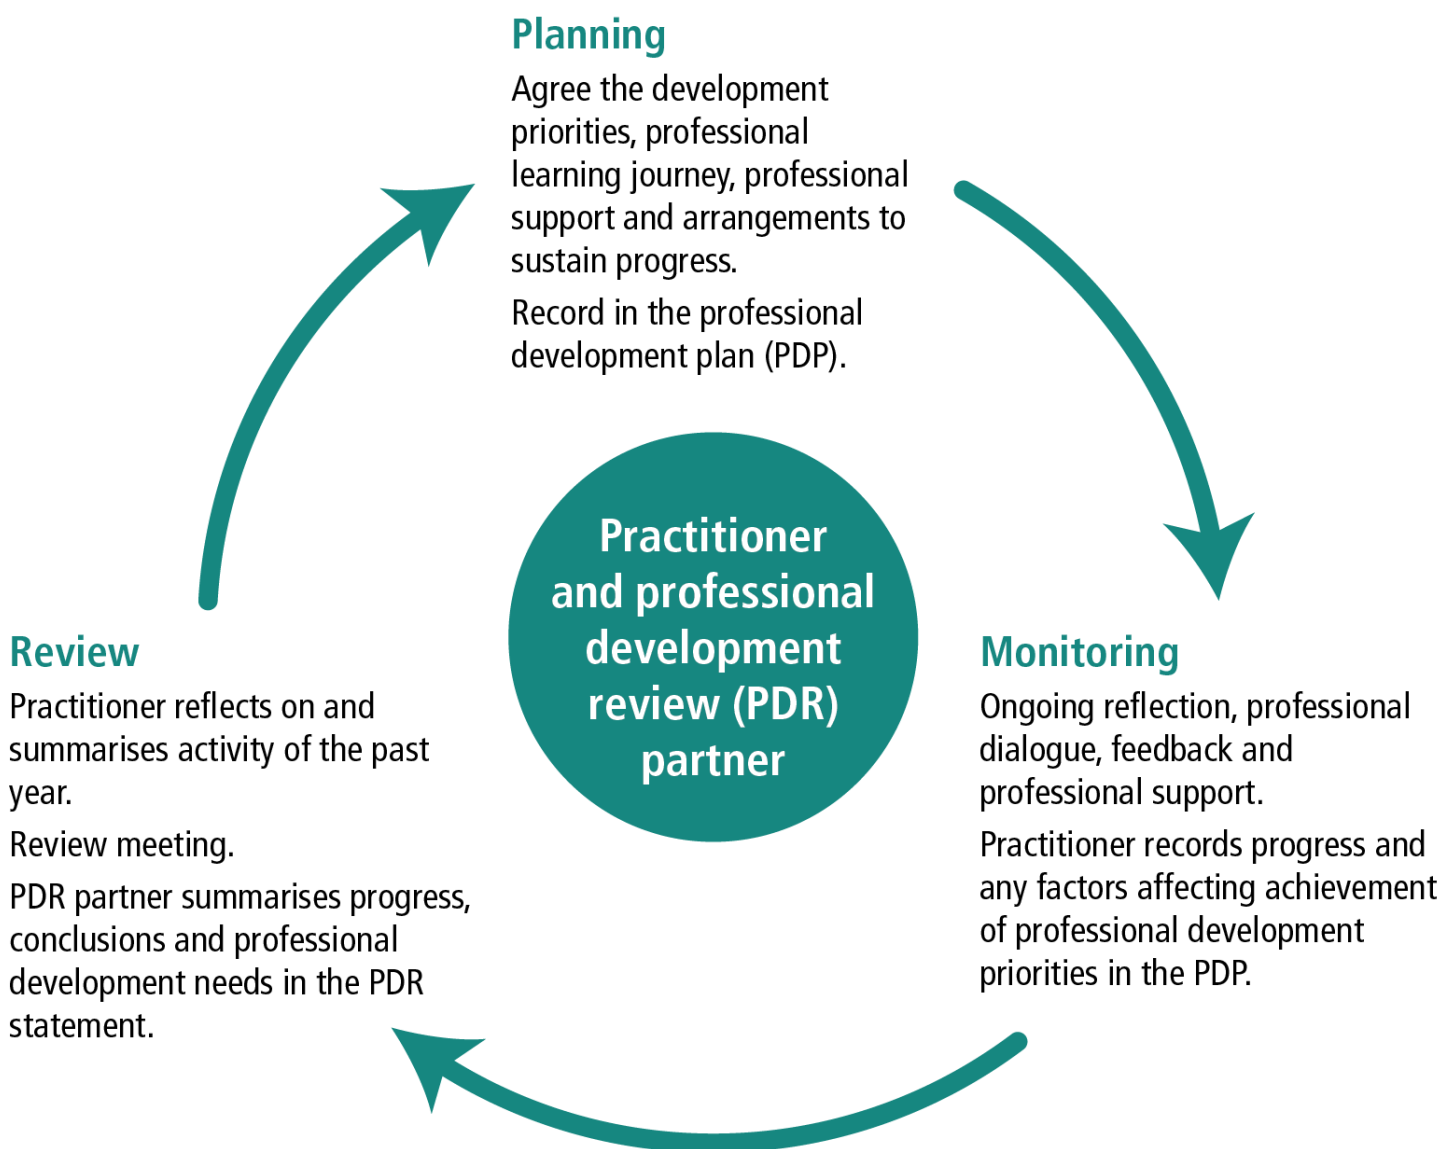 Planning
Agree the development
priorities, professional
learning journey, professional
support and arrangements to
sustain progress.
Record in the professional
development plan (PDP).
Practitioner
and professional
development
review (PDR)
partner
Monitoring
Ongoing reflection, professional
dialogue, feedback and
professional support.
Practitioner records progress and
any factors affecting achievement
of professional development
priorities in the PDP.
Review
Practitioner reflects on and
summarises activity of the past
year.
Review meeting.
PDR partner summarises progress,
conclusions and professional
development needs in the PDR
statement.